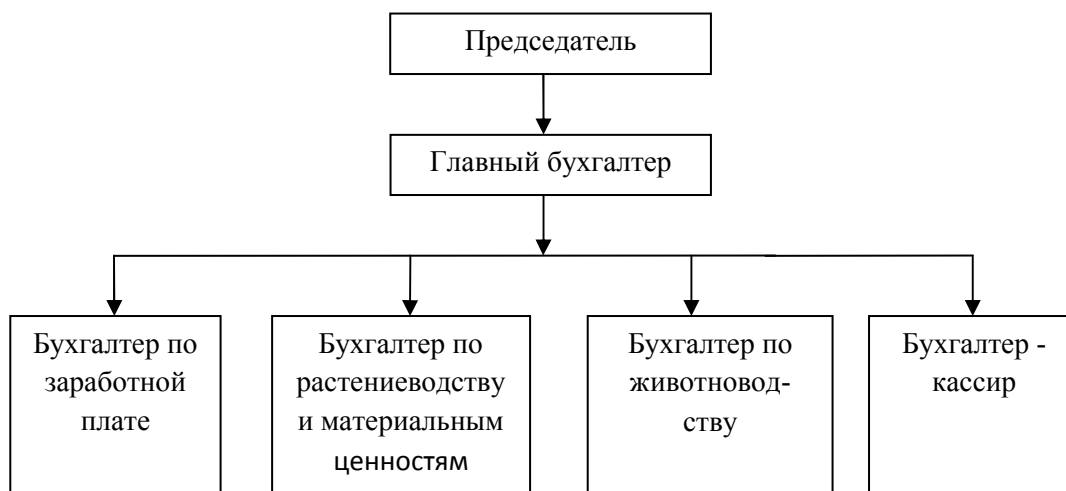 Председатель
Главный бухгалтер
Бухгалтер по
заработной
плате
Бухгалтер по
растениеводству
и материальным
ценностям
Бухгалтер по
животновод-
ству
Бухгалтер -
кассир